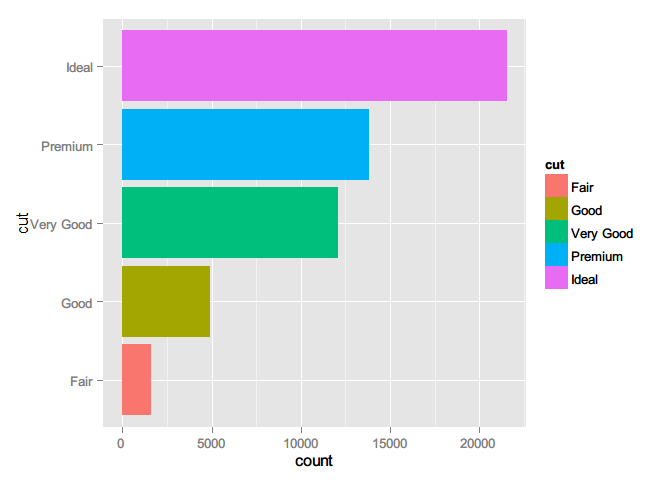 Ideal
Premium
Very Good
Good
Fair
cut
0 5000 10000 15000 20000
count
cut
Fair
Good
Very Good
Premium
Ideal